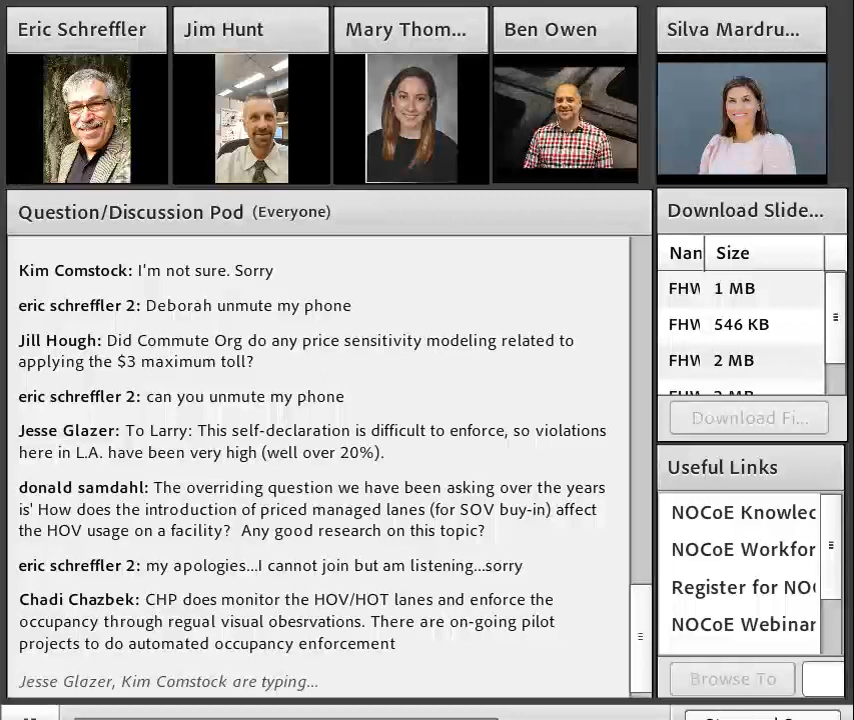 Eric Schreffler
Jim Hunt
Mary Thom...
Ben Owen
Silva Mardru...
Question/Discussion Pod (Everyone)
Kim Comstock: I'm not sure. Sorry
eric schreffler 2: Deborah unmute my phone
Jill Hough: Did Commute Org do any price sensitivity modeling related to
applying the $3 maximum toll?
eric schreffler 2: can you unmute my phone
Jesse Glazer: To Larry: This self-declaration is difficult to enforce, so violations
here in L.A. have been very high (well over 20%).
donald samdahl: The overriding question we have been asking over the years
is' How does the introduction of priced managed lanes (for SOV buy-in) affect
the HOV usage on a facility? Any good research on this topic?
eric schreffler 2: my apologies...I cannot join but am listening...sorry
Chadi Chazbek: CHP does monitor the HOV/HOT lanes and enforce the
occupancy through regual visual obesrvations. There are on-going pilot
projects to do automated occupancy enforcement
Jesse Glazer, Kim Comstock are typing...
Download Slide...
Nan Size
FHW 1 MB
FHW 546 KB
FHW 2 MB
Download Fi...
Useful Links
NOCoE Knowlec
NOCoE Workfor
Register for NO
NOCoE Webinar
Browse To